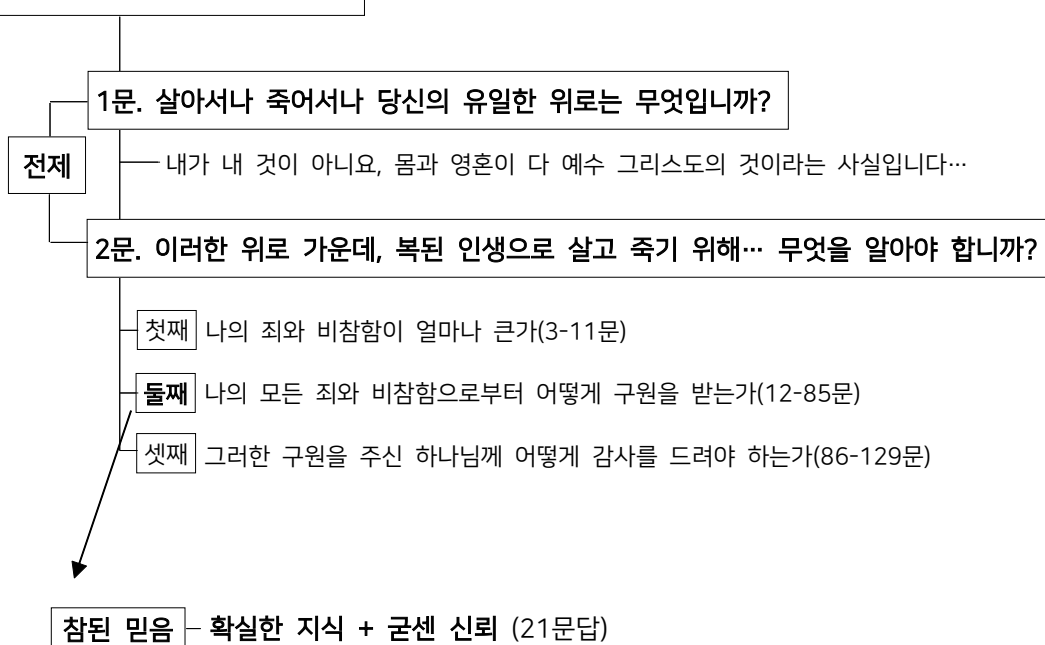 1문. 살아서나 죽어서나 당신의 유일한 위로는 무엇입니까?
전제
내가 내 것이 아니요, 몸과 영혼이 다 예수 그리스도의 것이라는 사실입니다…
2문. 이러한 위로 가운데, 복된 인생으로 살고 죽기 위해… 무엇을 알아야 합니까?
첫째 나의 죄와 비참함이 얼마나 큰가(3-11문)
둘째 나의 모든 죄와 비참함으로부터 어떻게 구원을 받는가(12-85문)
셋째 그러한 구원을 주신 하나님께 어떻게 감사를 드려야 하는가(86-129문)
참된 믿음 확실한 지식 + 굳센 신뢰 (21문답)